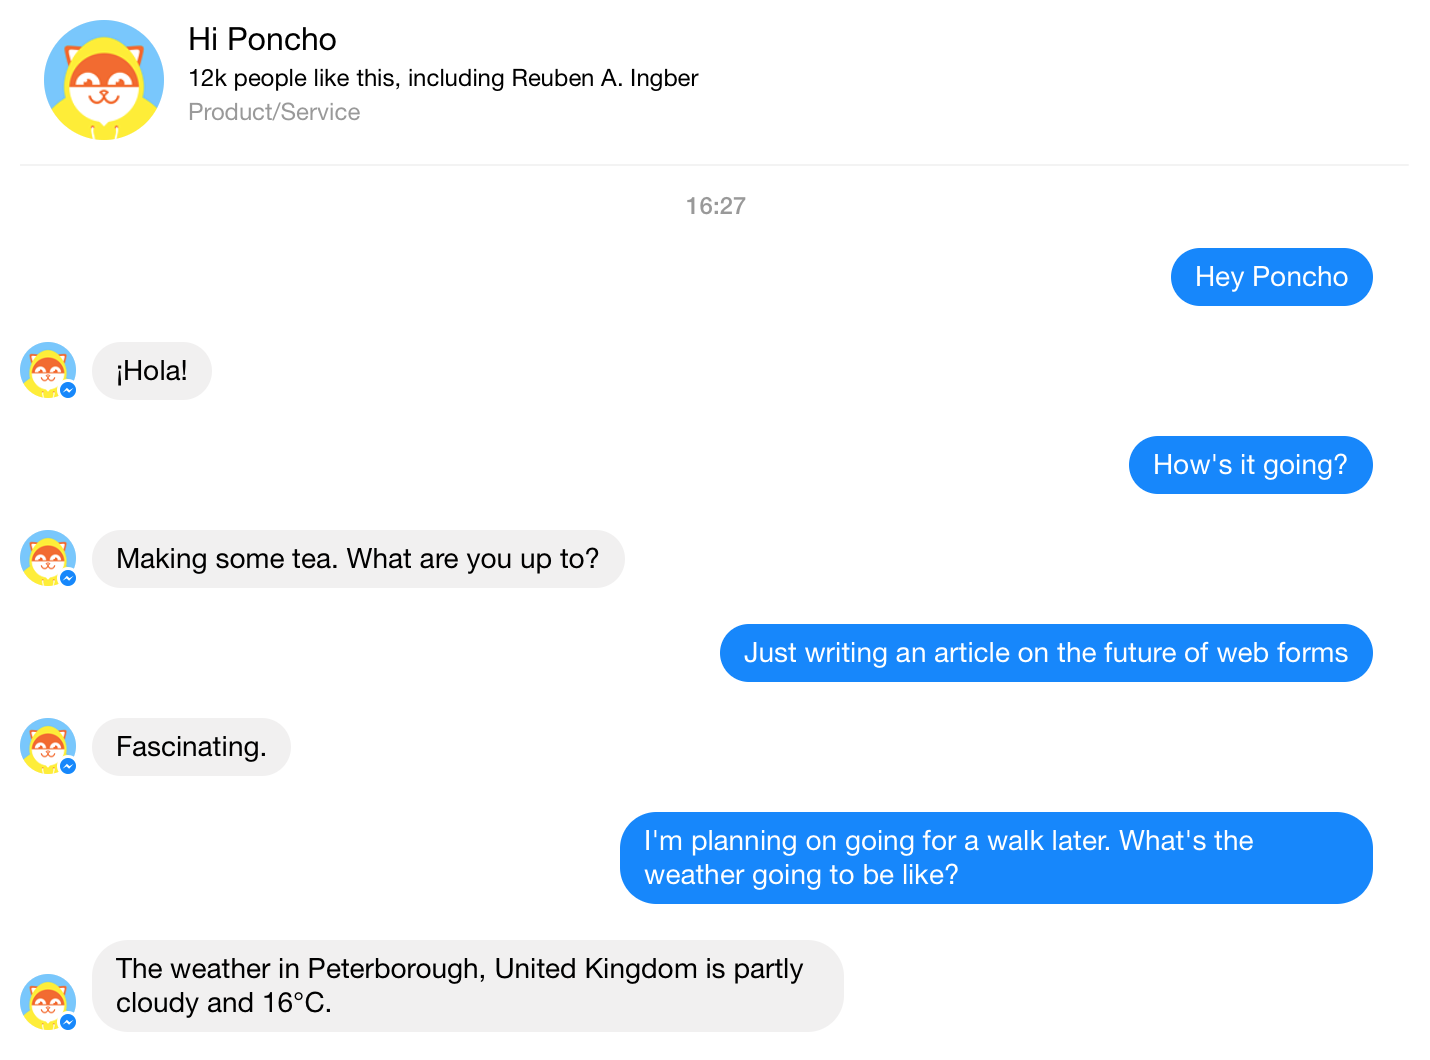 Hi Poncho
12k people like this, including Reuben A. Ingber
Product/Service
16:27
Hey Poncho
¡Hola!
How's it going?
Making some tea. What are you up to?
Just writing an article on the future of web forms
Fascinating.
I'm planning on going for a walk later. What's the
weather going to be like?
The weather in Peterborough, United Kingdom is partly
cloudy and 16°C.